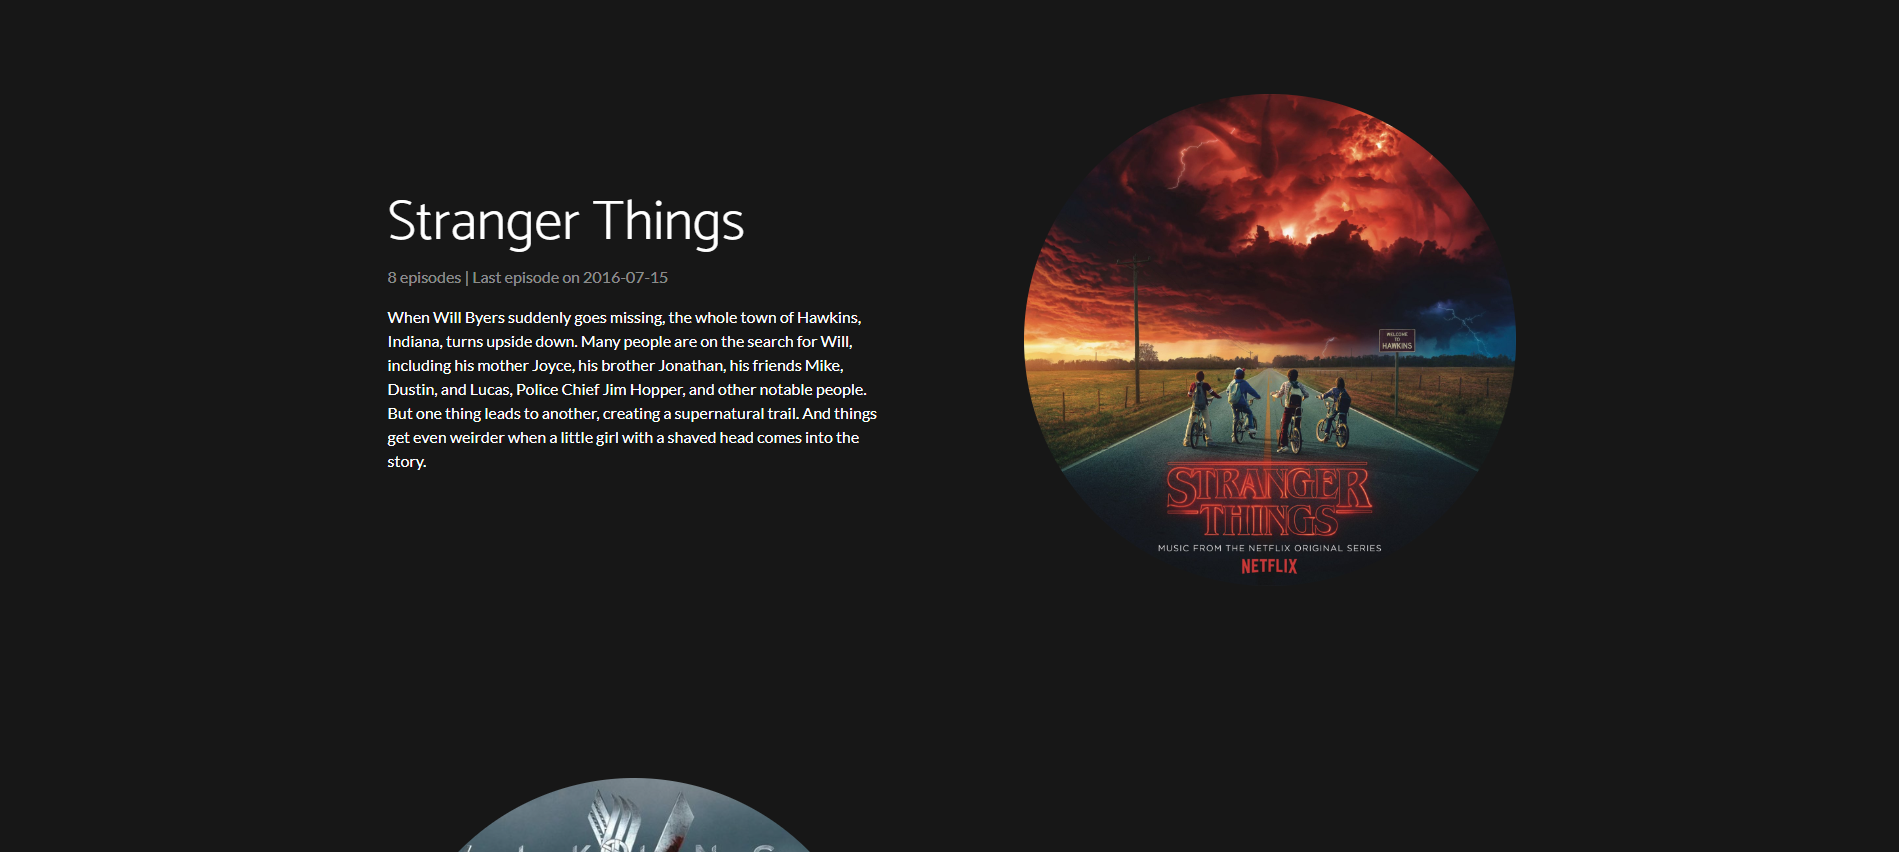 Stranger Things
8 episodes | Last episode on 2016-07-15
When Will Byers suddenly goes missing, the whole town of Hawkins,
Indiana, turns upside down. Many people are on the search for Will,
including his mother Joyce, his brother Jonathan, his friends Mike,
Dustin, and Lucas, Police Chief Jim Hopper, and other notable people.
But one thing leads to another, creating a supernatural trail. And things
get even weirder when a little girl with a shaved head comes into the
story.
WELCOME
TO
HAWKINS
STRANGER
THINGS
MUSIC FROM THE NETFLIX ORIGINAL SERIES
NETFLIX